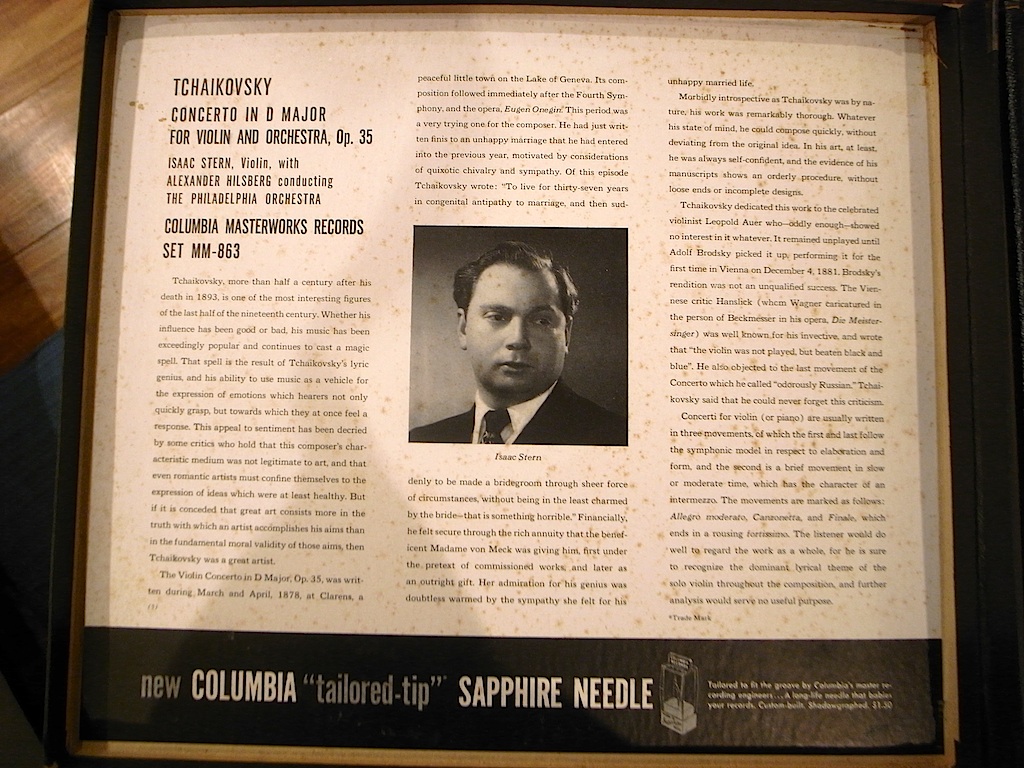 TCHAIKOVSKY
CONCERTO IN D MAJOR
FOR VIOLIN AND ORCHESTRA, Op. 35
ISAAC STERN, Violin, with
ALEXANDER HILSBERG conducting
THE PHILADELPHIA ORCHESTRA
COLUMBIA MASTERWORKS RECORDS
SET MM-863
Tchaikovsky, more than half a century after his
death in 1893, is one of the most interesting figures
of the last half of the nineteenth century. Whether his
influence has been good or bad, his music has been
exceedingly popular and continues to cast a magic
spell. That spell is the result of Tchaikovsky's lyric
genius, and his ability to use music as a vehicle for
the expression of emotions which hearers not only
quickly grasp, but towards which they at once feel a
response. This appeal to sentiment has been decried
by some critics who hold that this composer's char-
acteristic medium was not legitimate to art, and that
even romantic artists must confine themselves to the
expression of ideas which were at least healthy. But
if it is conceded that great art consists more in the
truth with which an artist accomplishes his aims than
in the fundamental moral validity of those aims, then
Tchaikovsky was a great artist.
The Violin Concerto in D Major, Op. 35, was writ-
ten during March and April, 1878, at Clarens, a
(1)
peaceful little town on the Lake of Geneva. Its com-
position followed immediately after the Fourth Sym-
phony, and the opera, Eugen Onegin. This period was
a very trying one for the composer. He had just writ-
ten finis to an unhappy marriage that he had entered
into the previous year, motivated by considerations
of quixotic chivalry and sympathy. Of this episode
Tchaikovsky wrote: "To live for thirty-seven years
in congenital antipathy to marriage, and then sud-
Isaac Stern
denly to be made a bridegroom through sheer force
of circumstances, without being in the least charmed
by the bride—that is something horrible." Financially,
he felt secure through the rich annuity that the benef-
icent Madame von Meck was giving him, first under
the pretext of commissioned works, and later as
an outright gift. Her admiration for his genius was
doubtless warmed by the sympathy she felt for his
unhappy married life.
Morbidly introspective as Tchaikovsky was by na-
ture, his work was remarkably thorough. Whatever
his state of mind, he could compose quickly, without
deviating from the original idea. In his art, at least,
he was always self-confident, and the evidence of his
manuscripts shows an orderly procedure, without
loose ends or incomplete designs.
Tchaikovsky dedicated this work to the celebrated
violinist Leopold Auer who—oddly enough—showed
no interest in it whatever. It remained unplayed until
Adolf Brodsky picked it up, performing it for the
first time in Vienna on December 4, 1881. Brodsky's
rendition was not an unqualified success. The Vien-
nese critic Hanslick (whom Wagner caricatured in
the person of Beckmesser in his opera, Die Meister-
singer) was well known for his invective, and wrote
that "the violin was not played, but beaten black and
blue". He also objected to the last movement of the
Concerto which he called "odorously Russian." Tchai-
kovsky said that he could never forget this criticism.
Concerti for violin (or piano) are usually written
in three movements, of which the first and last follow
the symphonic model in respect to elaboration and
form, and the second is a brief movement in slow
or moderate time, which has the character of an
intermezzo. The movements are marked as follows:
Allegro moderato, Canzonetta, and Finale, which
ends in a rousing fortissimo. The listener would do
well to regard the work as a whole, for he is sure
to recognize the dominant lyrical theme of the
solo violin throughout the composition, and further
analysis would serve no useful purpose.
*Trade Mark
new COLUMBIA "tailored-tip" SAPPHIRE NEEDLE
Tailored to fit the groove by Columbia's master re-
cording engineers...A long-life needle that babies
your records. Custom-built. Shadowgraphed. $1.50